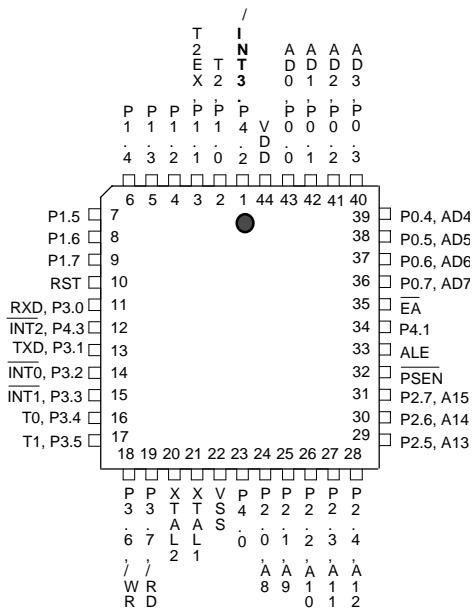 P1.4
P1.3
P1.2
T2EX,P1.1
T2,P1.0
/INT3.P4.2
VDD
AD0,P0.0
AD1,P0.1
AD2,P0.2
AD3,P0.3
6 5 4 3 2 1 44 43 42 41 40
P1.5 7
P1.6 8
P1.7 9
RST 10
RXD, P3.0 11
INT2, P4.3 12
TXD, P3.1 13
INT0, P3.2 14
INT1, P3.3 15
T0, P3.4 16
T1, P3.5 17
39 P0.4, AD4
38 P0.5, AD5
37 P0.6, AD6
36 P0.7, AD7
35 EA
34 P4.1
33 ALE
32 PSEN
31 P2.7, A15
30 P2.6, A14
29 P2.5, A13
18 19 20 21 22 23 24 25 26 27 28
P3.6,/WR
P3.7,/RD
XTAL2
XTAL1
VSS
P4.0
P2.0,A8
P2.1,A9
P2.2,A10
P2.3,A11
P2.4,A12